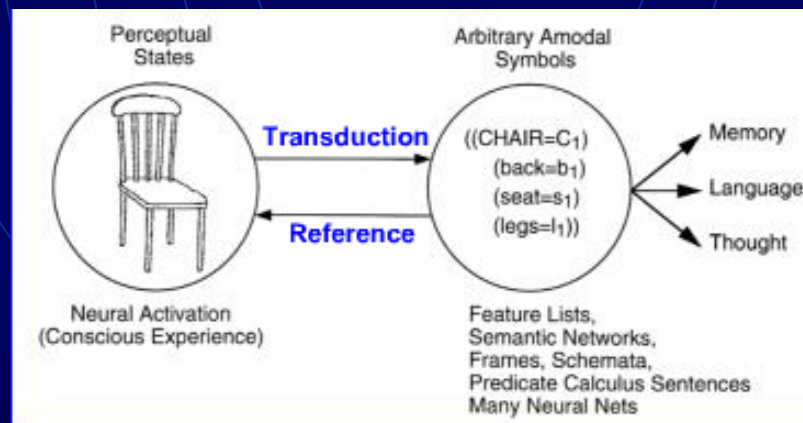 Perceptual
States
Arbitrary Amodal
Symbols
Transduction
Reference
((CHAIR=C₁)
(back=b₁)
(seat=s₁)
(legs=l₁))
Memory
Language
Thought
Neural Activation
(Conscious Experience)
Feature Lists,
Semantic Networks,
Frames, Schemata,
Predicate Calculus Sentences
Many Neural Nets